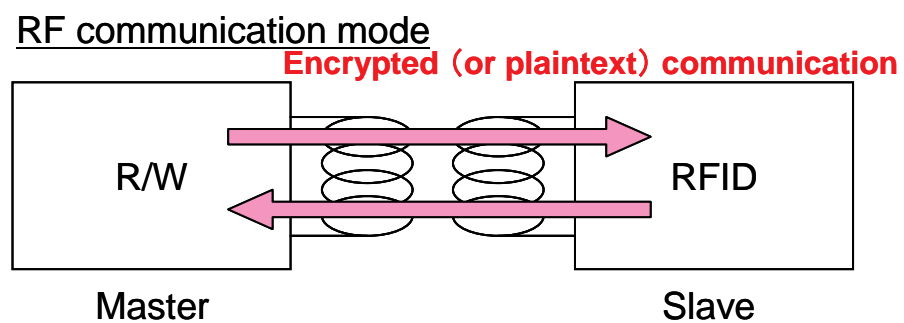 RF communication mode
Encrypted（or plaintext）communication
R/W
RFID
Master
Slave